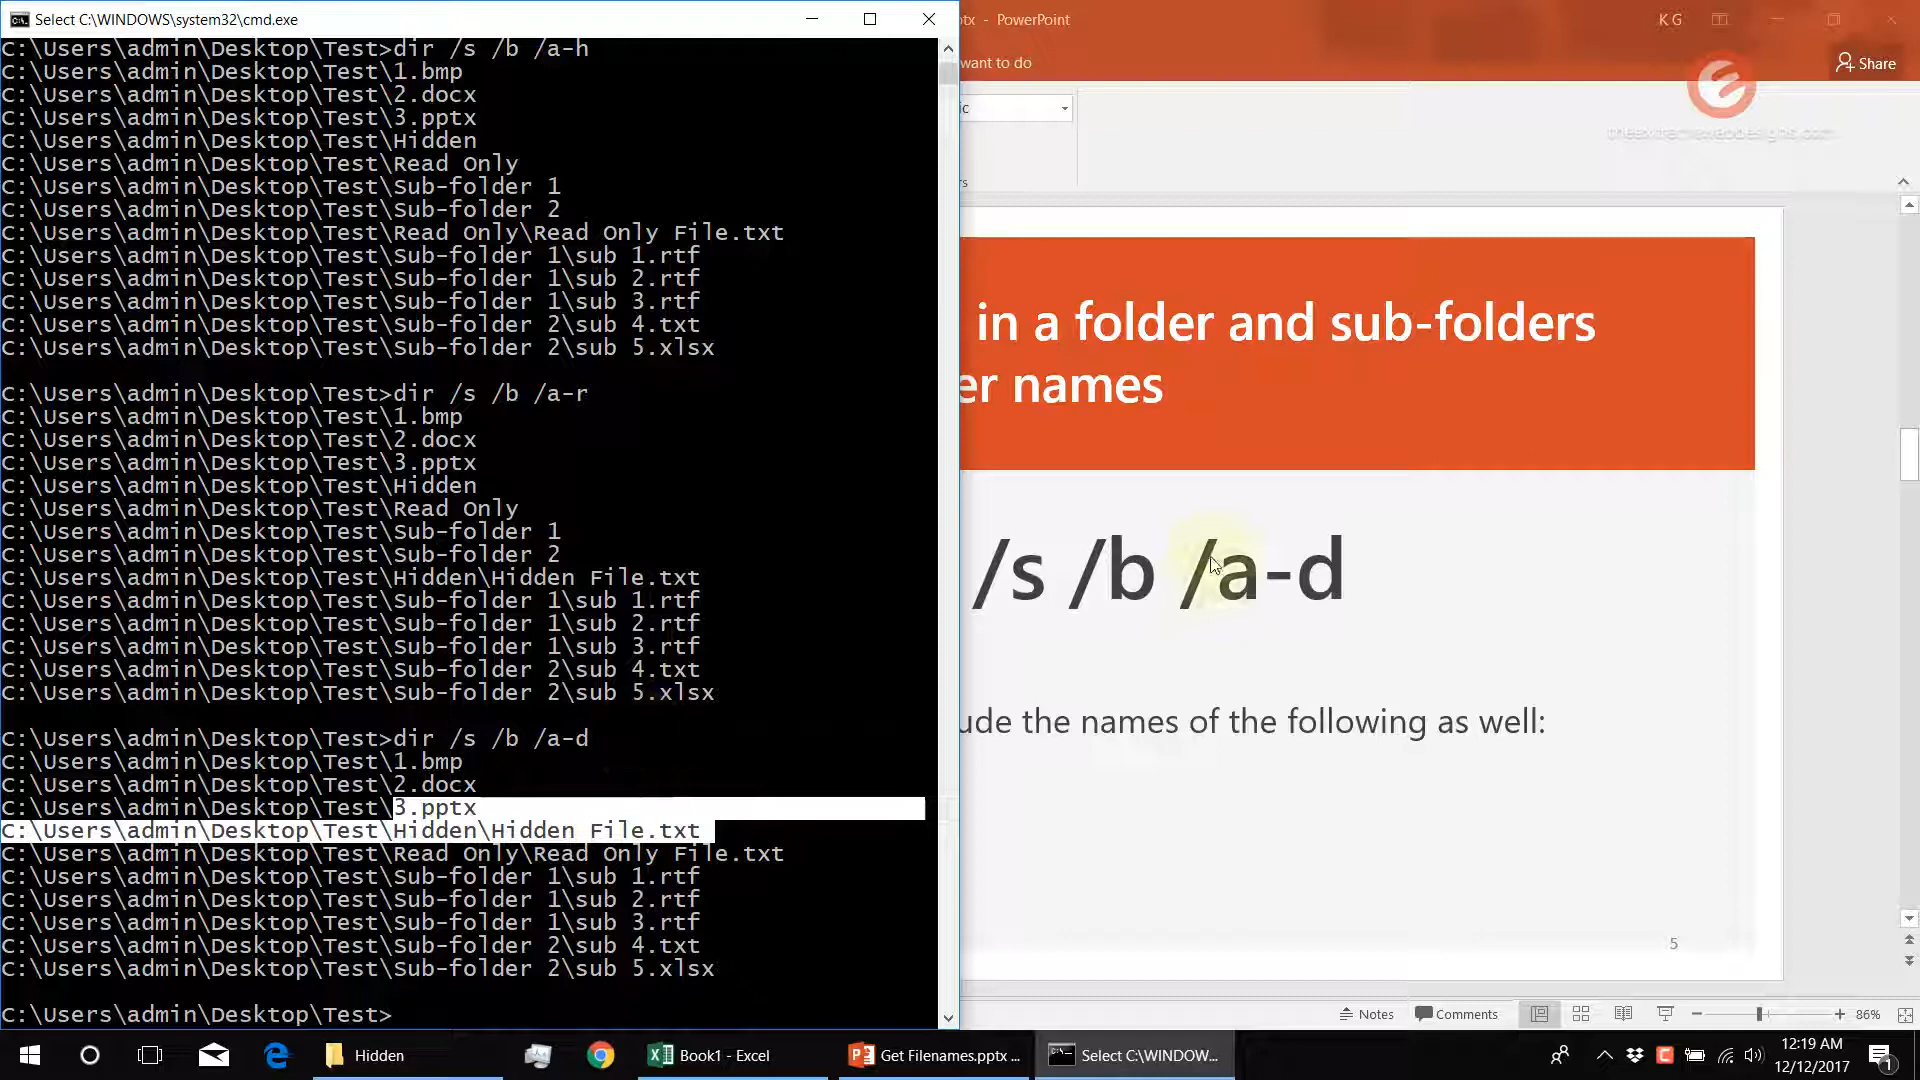 Select C:\WINDOWS\system32\cmd.exe
C:\Users\admin\Desktop\Test>dir /s /b /a-h
C:\Users\admin\Desktop\Test\1.bmp
C:\Users\admin\Desktop\Test\2.docx
C:\Users\admin\Desktop\Test\3.pptx
C:\Users\admin\Desktop\Test\Hidden
C:\Users\admin\Desktop\Test\Read Only
C:\Users\admin\Desktop\Test\Sub-folder 1
C:\Users\admin\Desktop\Test\Sub-folder 2
C:\Users\admin\Desktop\Test\Read Only\Read Only File.txt
C:\Users\admin\Desktop\Test\Sub-folder 1\sub 1.rtf
C:\Users\admin\Desktop\Test\Sub-folder 1\sub 2.rtf
C:\Users\admin\Desktop\Test\Sub-folder 1\sub 3.rtf
C:\Users\admin\Desktop\Test\Sub-folder 2\sub 4.txt
C:\Users\admin\Desktop\Test\Sub-folder 2\sub 5.xlsx
C:\Users\admin\Desktop\Test>dir /s /b /a-r
C:\Users\admin\Desktop\Test\1.bmp
C:\Users\admin\Desktop\Test\2.docx
C:\Users\admin\Desktop\Test\3.pptx
C:\Users\admin\Desktop\Test\Hidden
C:\Users\admin\Desktop\Test\Read Only
C:\Users\admin\Desktop\Test\Sub-folder 1
C:\Users\admin\Desktop\Test\Sub-folder 2
C:\Users\admin\Desktop\Test\Hidden\Hidden File.txt
C:\Users\admin\Desktop\Test\Sub-folder 1\sub 1.rtf
C:\Users\admin\Desktop\Test\Sub-folder 1\sub 2.rtf
C:\Users\admin\Desktop\Test\Sub-folder 1\sub 3.rtf
C:\Users\admin\Desktop\Test\Sub-folder 2\sub 4.txt
C:\Users\admin\Desktop\Test\Sub-folder 2\sub 5.xlsx
C:\Users\admin\Desktop\Test>dir /s /b /a-d
C:\Users\admin\Desktop\Test\1.bmp
C:\Users\admin\Desktop\Test\2.docx
C:\Users\admin\Desktop\Test\3.pptx
C:\Users\admin\Desktop\Test\Hidden\Hidden File.txt
C:\Users\admin\Desktop\Test\Read Only\Read Only File.txt
C:\Users\admin\Desktop\Test\Sub-folder 1\sub 1.rtf
C:\Users\admin\Desktop\Test\Sub-folder 1\sub 2.rtf
C:\Users\admin\Desktop\Test\Sub-folder 1\sub 3.rtf
C:\Users\admin\Desktop\Test\Sub-folder 2\sub 4.txt
C:\Users\admin\Desktop\Test\Sub-folder 2\sub 5.xlsx
C:\Users\admin\Desktop\Test>
ptx - PowerPoint
K G
want to do
Share
ic
rs
in a folder and sub-folders
er names
/s /b /a-d
ude the names of the following as well:
5
Notes
Comments
86%
Hidden
Book1 - Excel
Get Filenames.pptx ...
Select C:\WINDOW...
12:19 AM
12/12/2017
1